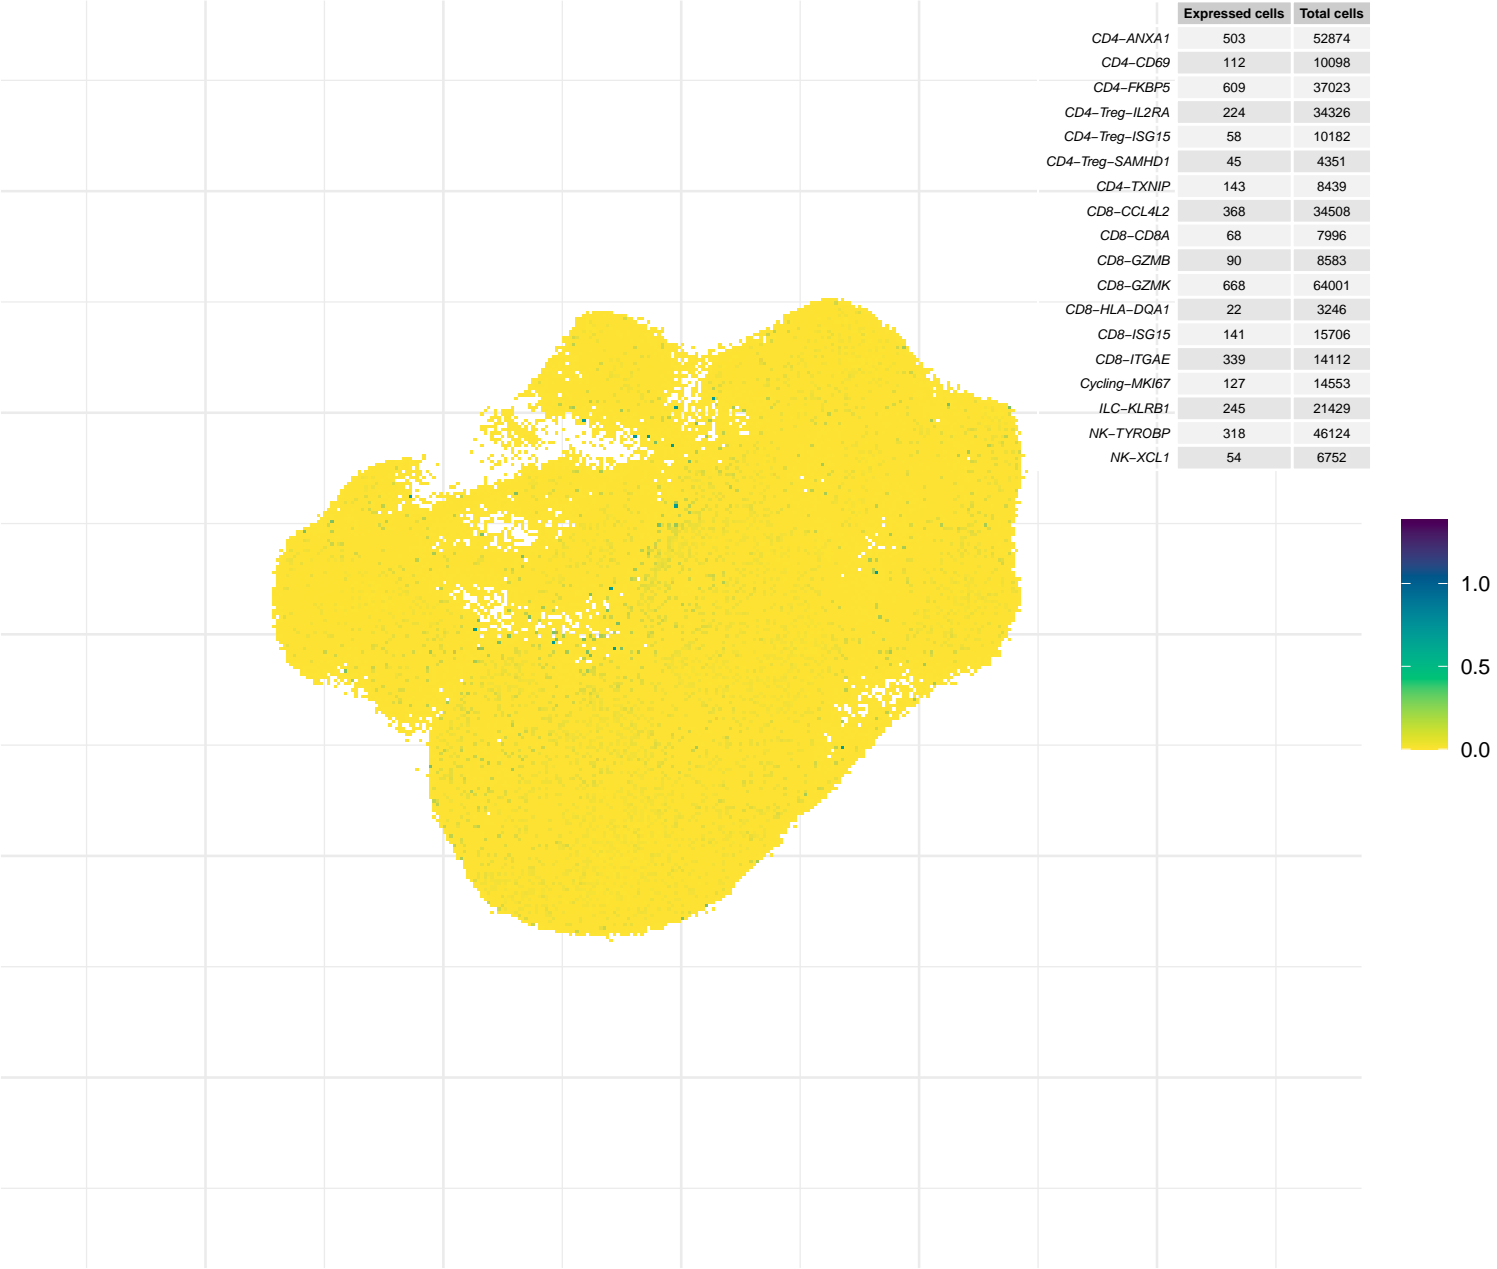 Expressed cells Total cells
CD4−ANXA1 503 52874
CD4−CD69 112 10098
CD4−FKBP5 609 37023
CD4−Treg−IL2RA 224 34326
CD4−Treg−ISG15 58 10182
CD4−Treg−SAMHD1 45 4351
CD4−TXNIP 143 8439
CD8−CCL4L2 368 34508
CD8−CD8A 68 7996
CD8−GZMB 90 8583
CD8−GZMK 668 64001
CD8−HLA−DQA1 22 3246
CD8−ISG15 141 15706
CD8−ITGAE 339 14112
Cycling−MKI67 127 14553
ILC−KLRB1 245 21429
NK−TYROBP 318 46124
NK−XCL1 54 6752
1.0
0.5
0.0